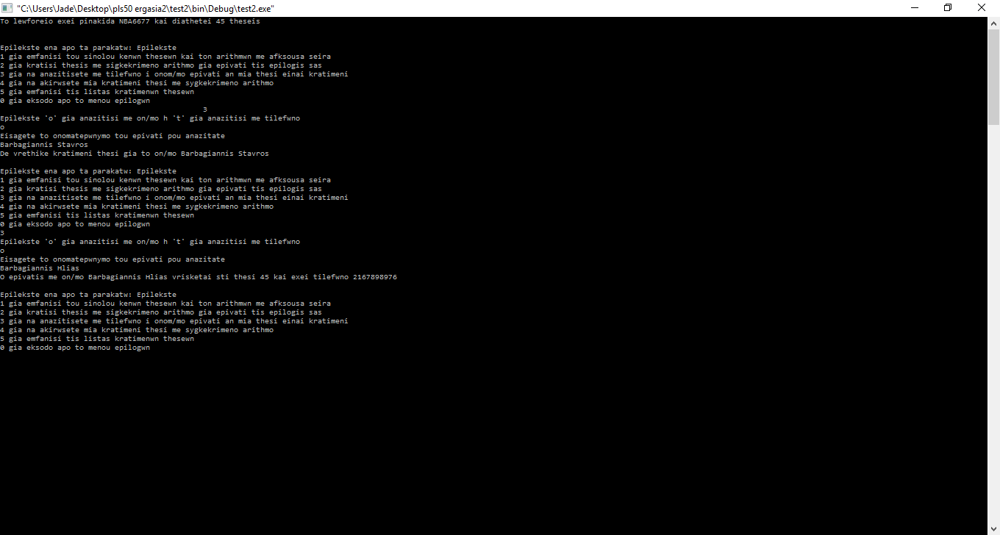 "C:\Users\Jade\Desktop\pls50 ergasia2\test2\bin\Debug\test2.exe"
To lewforeio exei pinakida NBA6677 kai diathetei 45 theseis
Epilekste ena apo ta parakatw: Epilekste
1 gia emfanisi tou sinolou kenwn thesewn kai ton arithmwn me afksousa seira
2 gia kratisi thesis me sigkekrimeno arithmo gia epivati tis epilogis sas
3 gia na anazitisete me tilefwno i onom/mo epivati an mia thesi einai kratimeni
4 gia na akirwsete mia kratimeni thesi me sygkekrimeno arithmo
5 gia emfanisi tis listas kratimenwn thesewn
0 gia eksodo apo to menou epilogwn
3
Epilekste 'o' gia anazitisi me on/mo h 't' gia anazitisi me tilefwno
o
Eisagete to onomatepwnymo tou epivati pou anazitate
Barbagiannis Stavros
De vrethike kratimeni thesi gia to on/mo Barbagiannis Stavros
Epilekste ena apo ta parakatw: Epilekste
1 gia emfanisi tou sinolou kenwn thesewn kai ton arithmwn me afksousa seira
2 gia kratisi thesis me sigkekrimeno arithmo gia epivati tis epilogis sas
3 gia na anazitisete me tilefwno i onom/mo epivati an mia thesi einai kratimeni
4 gia na akirwsete mia kratimeni thesi me sygkekrimeno arithmo
5 gia emfanisi tis listas kratimenwn thesewn
0 gia eksodo apo to menou epilogwn
3
Epilekste 'o' gia anazitisi me on/mo h 't' gia anazitisi me tilefwno
o
Eisagete to onomatepwnymo tou epivati pou anazitate
Barbagiannis Hlias
O epivatis me on/mo Barbagiannis Hlias vrisketai sti thesi 45 kai exei tilefwno 2167898976
Epilekste ena apo ta parakatw: Epilekste
1 gia emfanisi tou sinolou kenwn thesewn kai ton arithmwn me afksousa seira
2 gia kratisi thesis me sigkekrimeno arithmo gia epivati tis epilogis sas
3 gia na anazitisete me tilefwno i onom/mo epivati an mia thesi einai kratimeni
4 gia na akirwsete mia kratimeni thesi me sygkekrimeno arithmo
5 gia emfanisi tis listas kratimenwn thesewn
0 gia eksodo apo to menou epilogwn